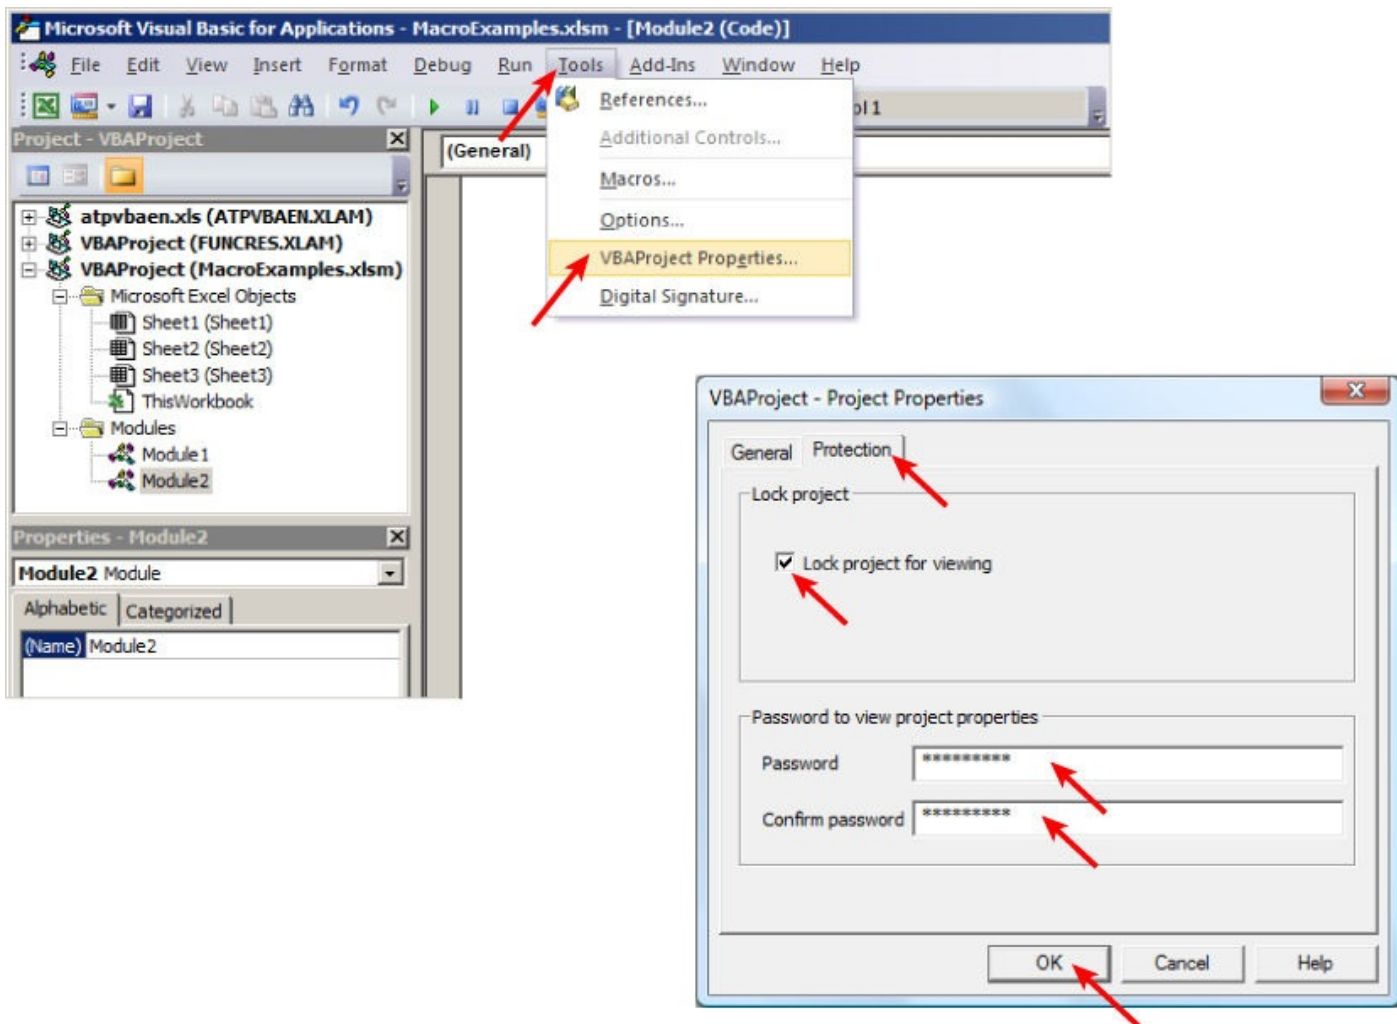 Microsoft Visual Basic for Applications - MacroExamples.xlsm - [Module2 (Code)]
File Edit View Insert Format Debug Run Tools Add-Ins Window Help
References...
Additional Controls...
Macros...
Options...
VBAProject Properties...
Digital Signature...
ol 1
Project - VBAProject
(General)
atpvbaen.xls (ATPVBAEN.XLAM)
VBAProject (FUNCRES.XLAM)
VBAProject (MacroExamples.xlsm)
Microsoft Excel Objects
Sheet1 (Sheet1)
Sheet2 (Sheet2)
Sheet3 (Sheet3)
ThisWorkbook
Modules
Module1
Module2
Properties - Module2
Module2 Module
Alphabetic Categorized
(Name) Module2
VBAProject - Project Properties
General Protection
Lock project
Lock project for viewing
Password to view project properties
Password *********
Confirm password *********
OK Cancel Help